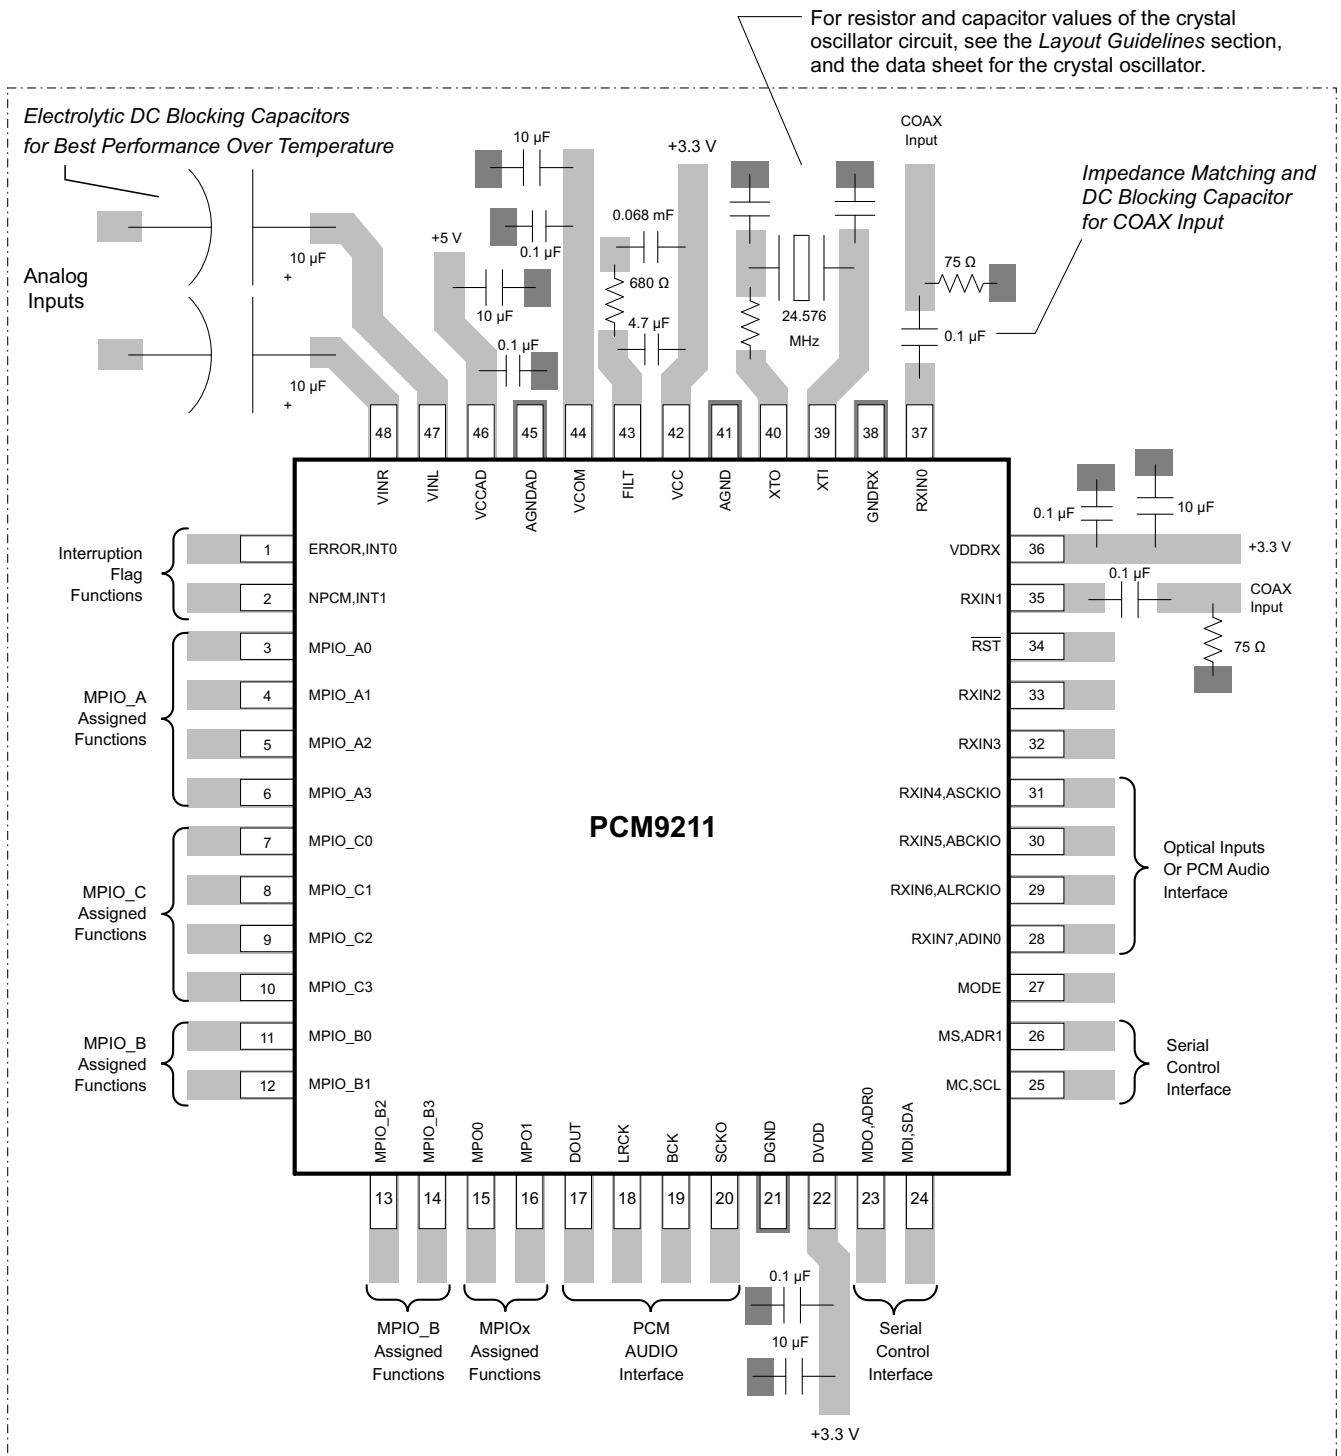 For resistor and capacitor values of the crystal
oscillator circuit, see the Layout Guidelines section,
and the data sheet for the crystal oscillator.
Electrolytic DC Blocking Capacitors
for Best Performance Over Temperature
COAX
Input
Impedance Matching and
DC Blocking Capacitor
for COAX Input
Analog
Inputs
10 µF
+
10 µF
+
+5 V
10 µF
0.1 µF
10 µF
0.1 µF
0.068 mF
680 Ω
4.7 µF
+3.3 V
24.576
MHz
75 Ω
0.1 µF
48
47
46
45
44
43
42
41
40
39
38
37
VINR
VINL
VCCAD
AGNDAD
VCOM
FILT
VCC
AGND
XTO
XTI
GNDRX
RXIN0
Interruption
Flag
Functions
1
ERROR,INT0
2
NPCM,INT1
MPIO_A
Assigned
Functions
3
MPIO_A0
4
MPIO_A1
5
MPIO_A2
6
MPIO_A3
MPIO_C
Assigned
Functions
7
MPIO_C0
8
MPIO_C1
9
MPIO_C2
10
MPIO_C3
MPIO_B
Assigned
Functions
11
MPIO_B0
12
MPIO_B1
PCM9211
VDDRX
36
0.1 µF
10 µF
+3.3 V
RXIN1
35
0.1 µF
COAX
Input
75 Ω
RST
34
RXIN2
33
RXIN3
32
RXIN4,ASCKIO
31
RXIN5,ABCKIO
30
RXIN6,ALRCKIO
29
RXIN7,ADIN0
28
Optical Inputs
Or PCM Audio
Interface
MODE
27
MS,ADR1
26
MC,SCL
25
Serial
Control
Interface
MPIO_B2
MPIO_B3
MPO0
MPO1
DOUT
LRCK
BCK
SCKO
DGND
DVDD
MDO,ADR0
MDI,SDA
13
14
15
16
17
18
19
20
21
22
23
24
MPIO_B
Assigned
Functions
MPIOx
Assigned
Functions
PCM
AUDIO
Interface
0.1 µF
10 µF
+3.3 V
Serial
Control
Interface